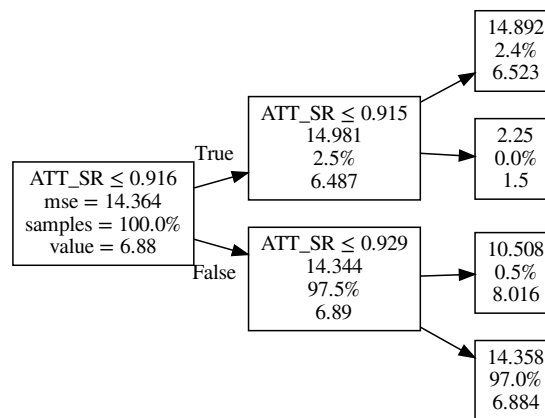 ATT_SR ≤ 0.916
mse = 14.364
samples = 100.0%
value = 6.88
True
False
ATT_SR ≤ 0.915
14.981
2.5%
6.487
ATT_SR ≤ 0.929
14.344
97.5%
6.89
14.892
2.4%
6.523
2.25
0.0%
1.5
10.508
0.5%
8.016
14.358
97.0%
6.884